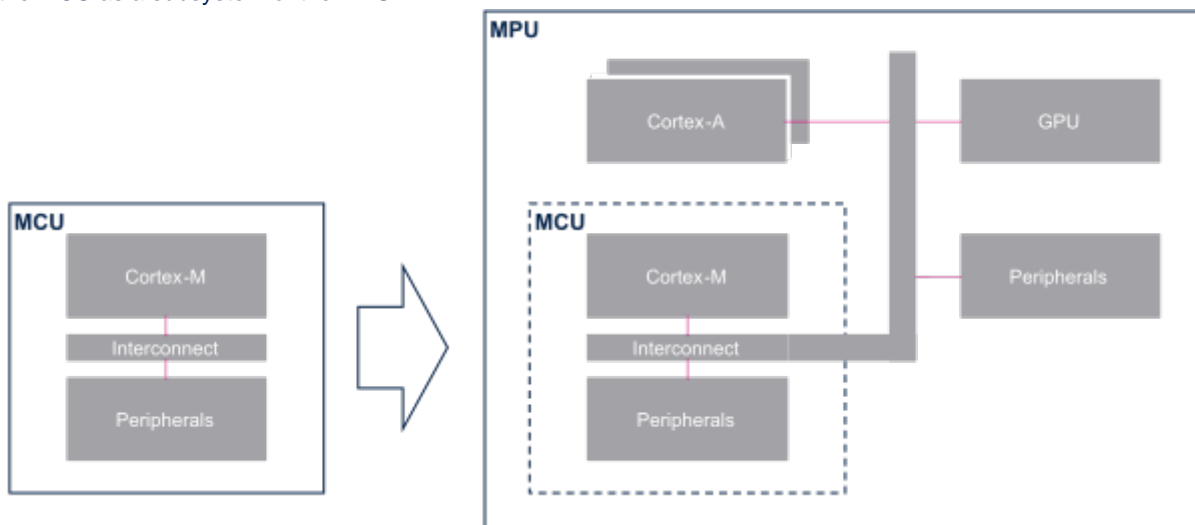 MCU
Cortex-M
Interconnect
Peripherals
MPU
Cortex-A
GPU
MCU
Cortex-M
Interconnect
Peripherals
Peripherals